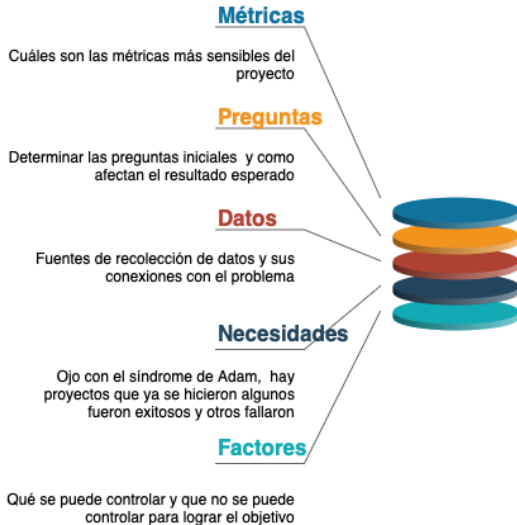 Métricas
Cuáles son las métricas más sensibles del
proyecto
Preguntas
Determinar las preguntas iniciales y como
afectan el resultado esperado
Datos
Fuentes de recolección de datos y sus
conexiones con el problema
Necesidades
Ojo con el síndrome de Adam, hay
proyectos que ya se hicieron algunos
fueron exitosos y otros fallaron
Factores
Qué se puede controlar y que no se puede
controlar para lograr el objetivo